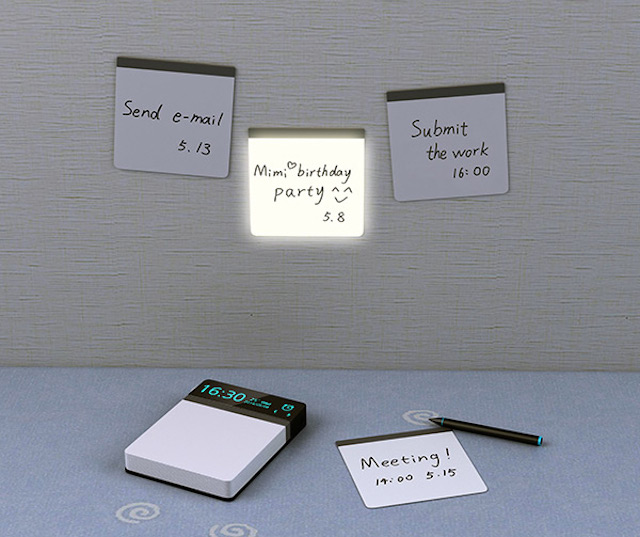 Send e-mail
5.13
Mimi♡birthday
party ^^
5.8
Submit
the work
16:00
16:30
Meeting!
14:00 5.15